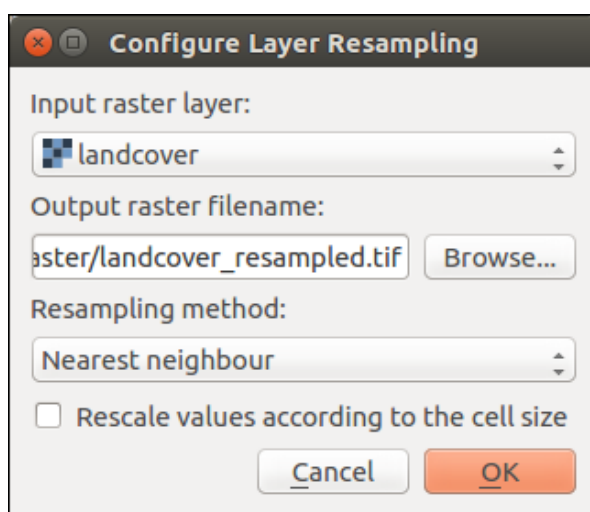 Configure Layer Resampling
Input raster layer:
landcover
Output raster filename:
aster/landcover_resampled.tif Browse...
Resampling method:
Nearest neighbour
Rescale values according to the cell size
Cancel OK